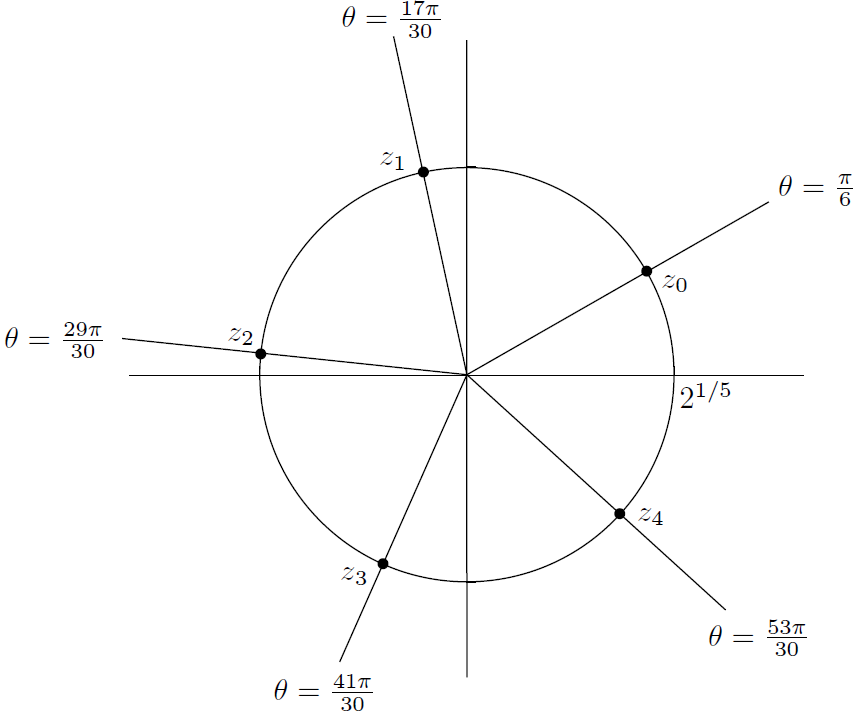 θ = 17π/30
z₁
θ = π/6
z₀
z₂
θ = 29π/30
2^{1/5}
z₄
z₃
θ = 53π/30
θ = 41π/30